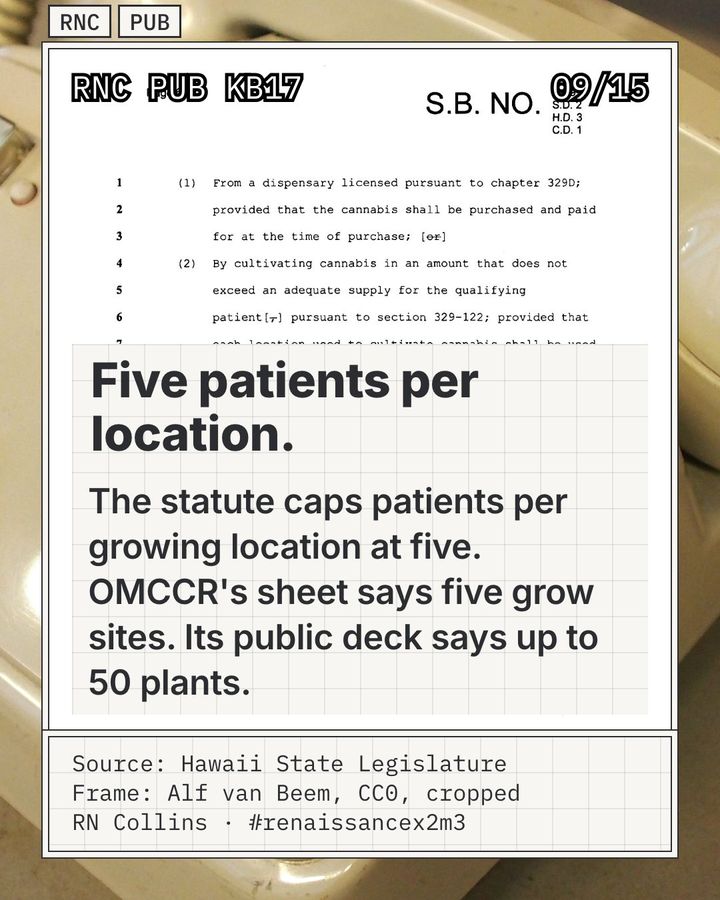 RNC PUB
RNC PUB KB17 09/15
S.B. NO.
S.D. 2
H.D. 3
C.D. 1
1 (1) From a dispensary licensed pursuant to chapter 329D;
2 provided that the cannabis shall be purchased and paid
3 for at the time of purchase; [or]
4 (2) By cultivating cannabis in an amount that does not
5 exceed an adequate supply for the qualifying
6 patient[,] pursuant to section 329-122; provided that
Five patients per
location.
The statute caps patients per
growing location at five.
OMCCR's sheet says five grow
sites. Its public deck says up to
50 plants.
Source: Hawaii State Legislature
Frame: Alf van Beem, CC0, cropped
RN Collins · #renaissancex2m3